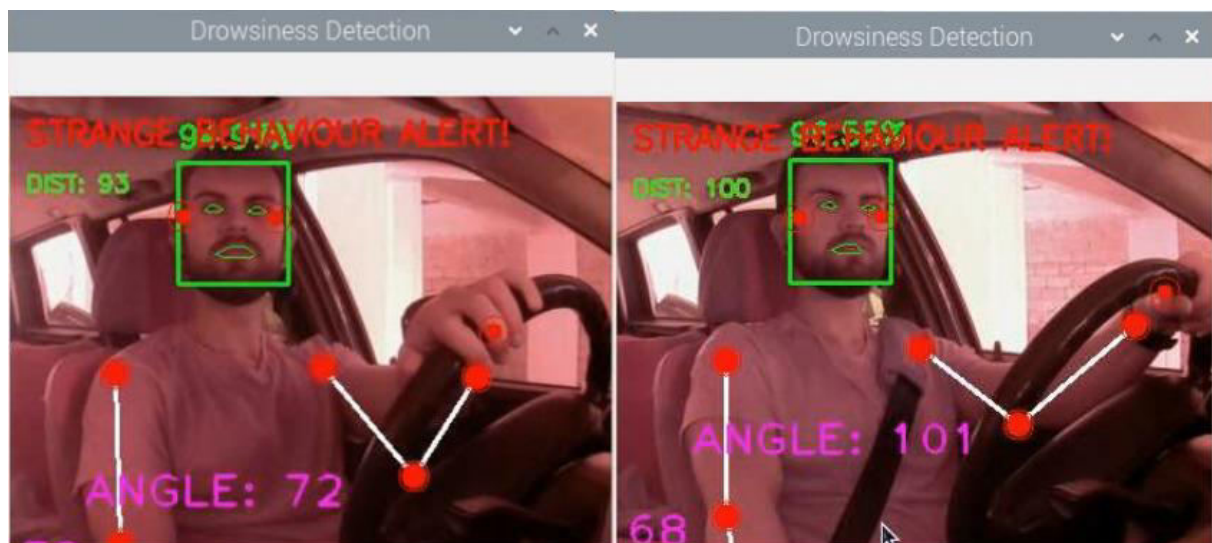 Drowsiness Detection
STRANGE BEHAVIOUR ALERT!
DIST: 93
ANGLE: 72
Drowsiness Detection
STRANGE BEHAVIOUR ALERT!
DIST: 100
ANGLE: 101
68